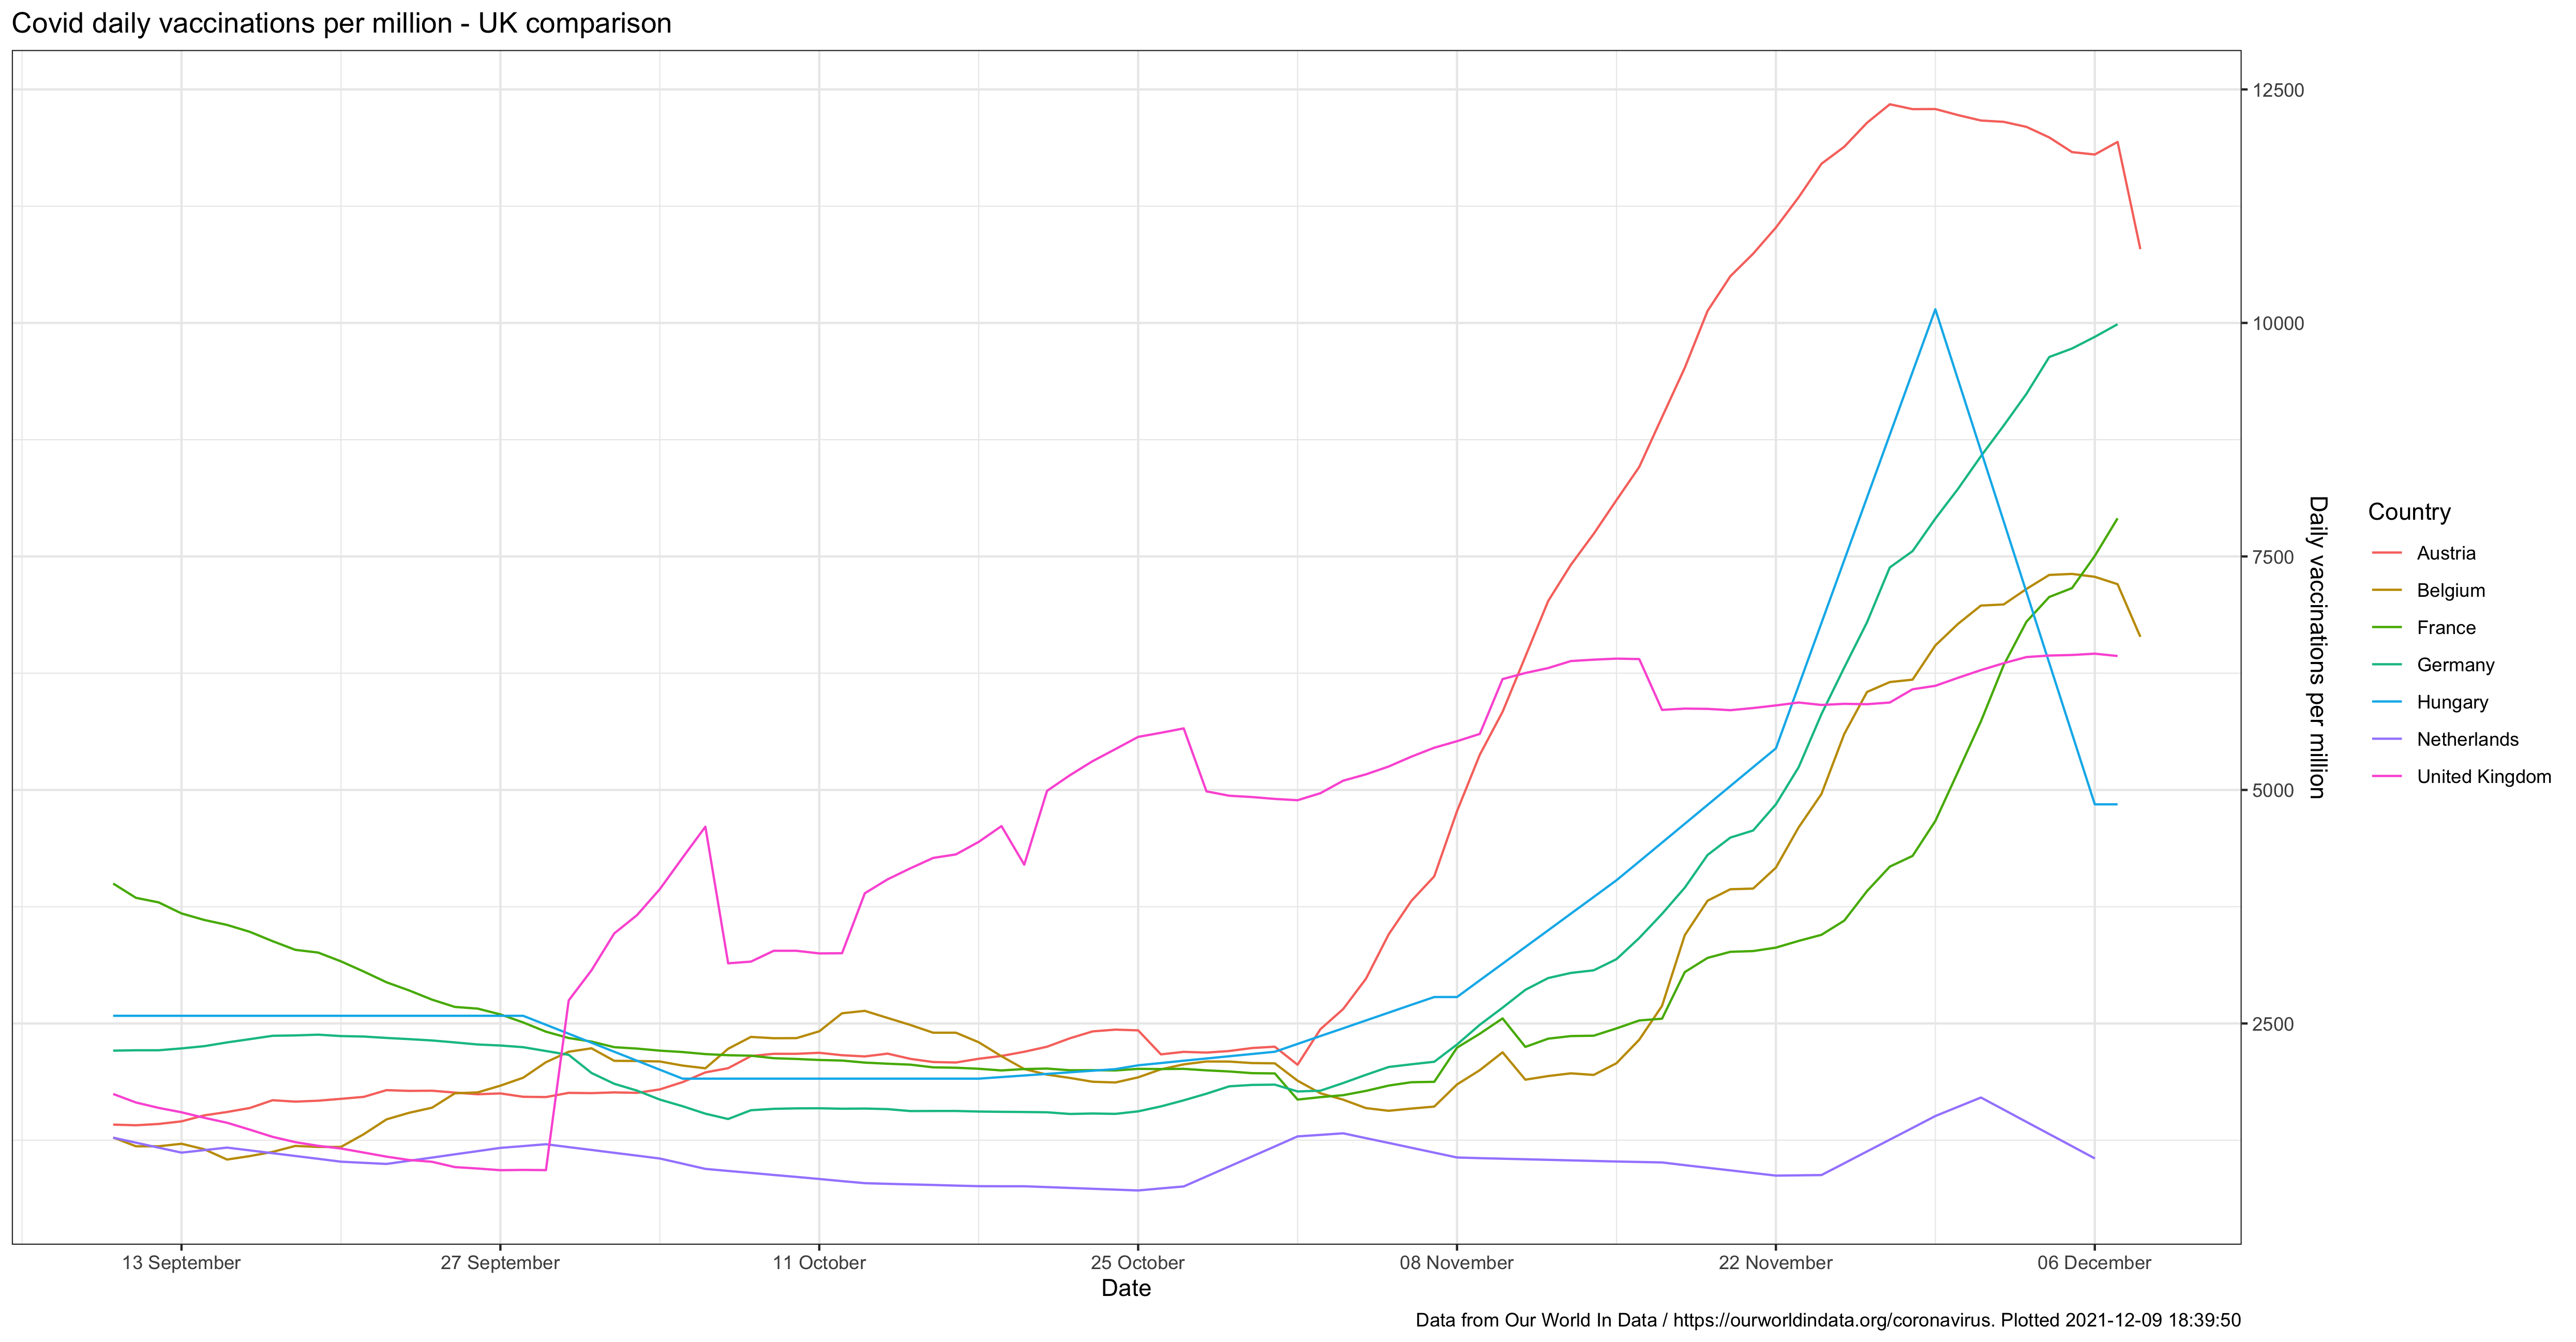 Covid daily vaccinations per million - UK comparison
12500
10000
7500
5000
2500
Daily vaccinations per million
Country
Austria
Belgium
France
Germany
Hungary
Netherlands
United Kingdom
13 September
27 September
11 October
25 October
08 November
22 November
06 December
Date
Data from Our World In Data / https://ourworldindata.org/coronavirus. Plotted 2021-12-09 18:39:50